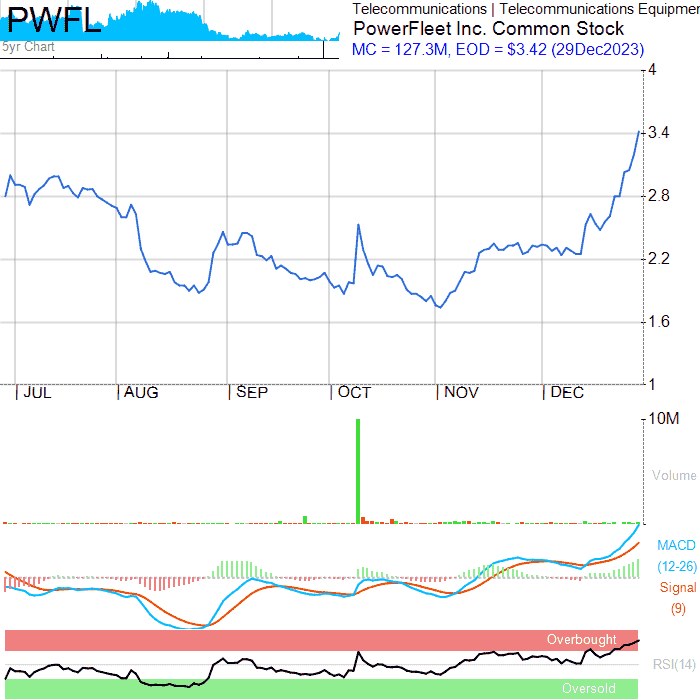 PWFL
5yr Chart
Telecommunications | Telecommunications Equipmen
PowerFleet Inc. Common Stock
MC = 127.3M, EOD = $3.42 (29Dec2023)
4
3.4
2.8
2.2
1.6
1
| JUL | AUG | SEP | OCT | NOV | DEC
10M
Volume
MACD
(12-26)
Signal
(9)
Overbought
RSI(14)
Oversold